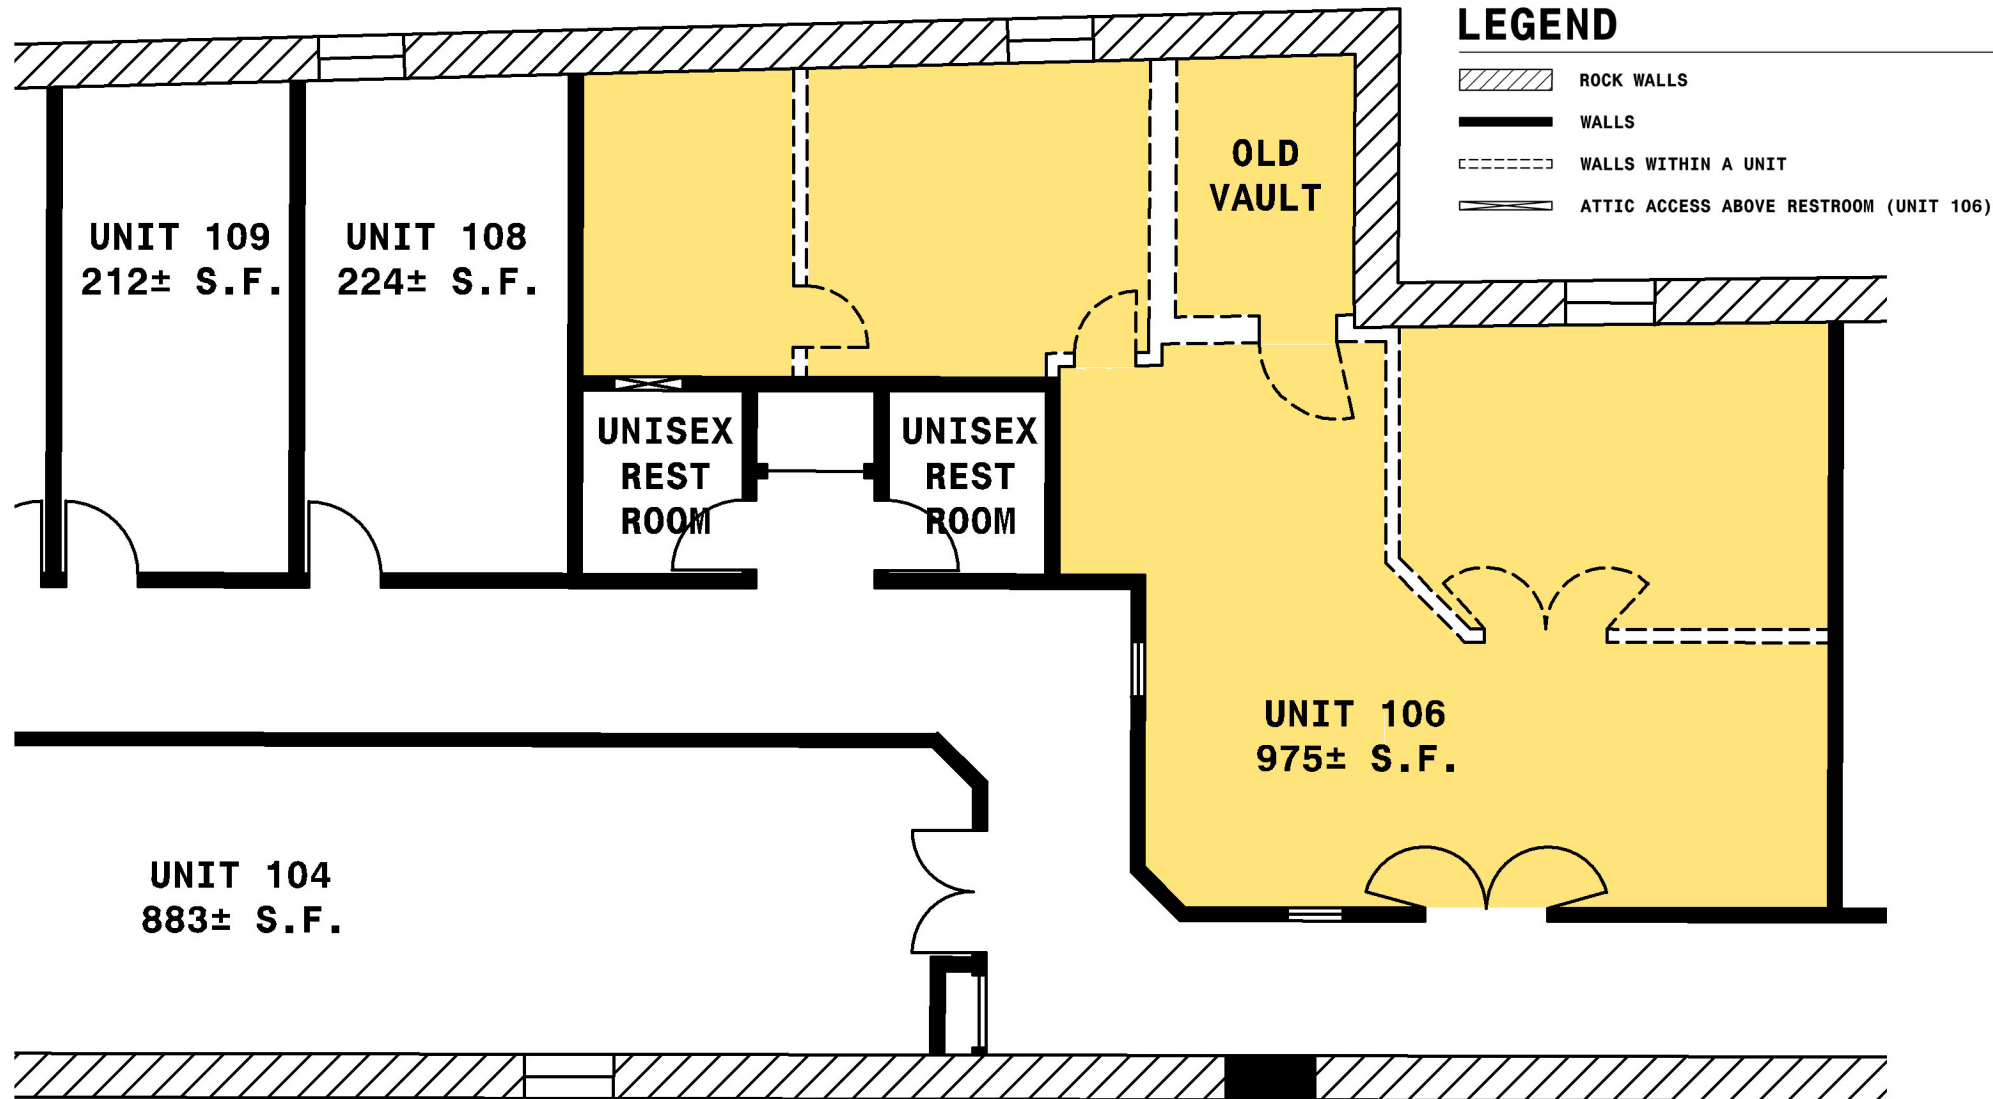 LEGEND
ROCK WALLS
WALLS
WALLS WITHIN A UNIT
ATTIC ACCESS ABOVE RESTROOM (UNIT 106)
OLD
VAULT
UNIT 109
212± S.F.
UNIT 108
224± S.F.
UNISEX
REST
ROOM
UNISEX
REST
ROOM
UNIT 106
975± S.F.
UNIT 104
883± S.F.